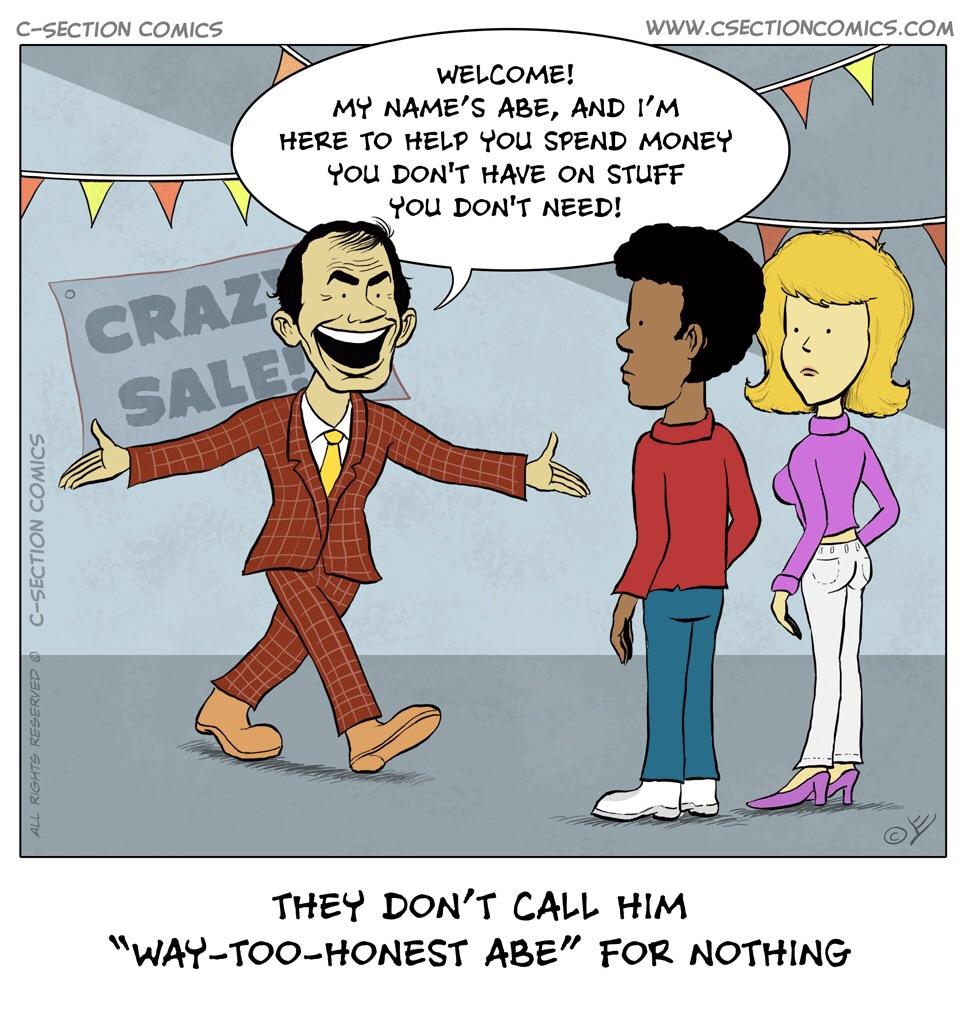 C-SECTION COMICS
WWW.CSECTIONCOMICS.COM
WELCOME!
MY NAME'S ABE, AND I'M
HERE TO HELP YOU SPEND MONEY
YOU DON'T HAVE ON STUFF
YOU DON'T NEED!
CRAZY
SALE!
ALL RIGHTS RESERVED © C-SECTION COMICS
©
THEY DON'T CALL HIM
"WAY-TOO-HONEST ABE" FOR NOTHING